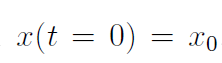 x(t = 0) = x₀